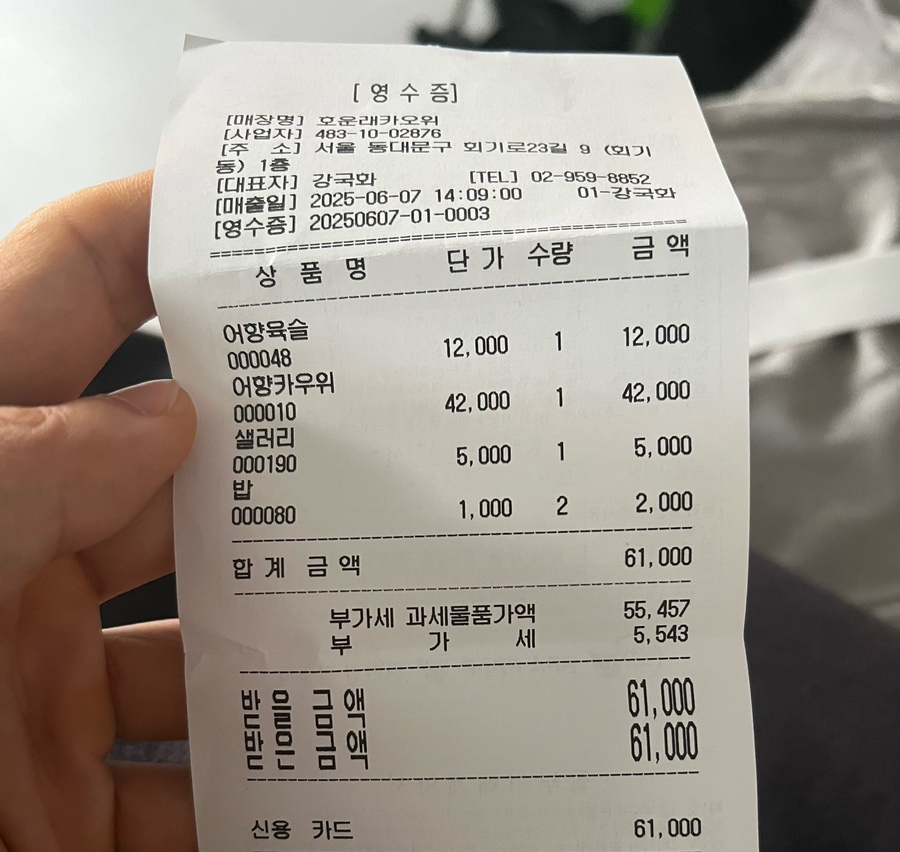 [ 영 수 증]
[매장명] 호운래카오위
[사업자] 483-10-02876
[주 소] 서울 동대문구 회기로23길 9 (회기
동) 1층
[대표자] 강국화 [TEL] 02-959-8852
[매출일] 2025-06-07 14:09:00 01-강국화
[영수증] 20250607-01-0003
상 품 명 단 가 수량 금 액
어향육슬
000048 12,000 1 12,000
어향카우위
000010 42,000 1 42,000
샐러리
000190 5,000 1 5,000
밥
000080 1,000 2 2,000
합 계 금 액 61,000
부가세 과세물품가액 55,457
부 가 세 5,543
받 을 금 액 61,000
받 은 금 액 61,000
신용 카드 61,000